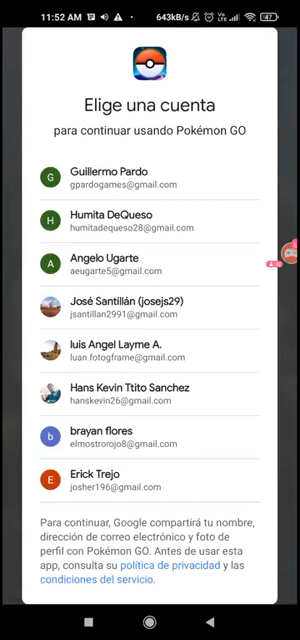 11:52 AM
643kB/s
47
Elige una cuenta
para continuar usando Pokémon GO
G
Guillermo Pardo
gpardogames@gmail.com
H
Humita DeQueso
humitadequeso28@gmail.com
A
Angelo Ugarte
aeugarte5@gmail.com
José Santillán (josejs29)
jsantillan2991@gmail.com
luis Angel Layme A.
luan.fotogframe@gmail.com
Hans Kevin Ttito Sanchez
hanskevin26@gmail.com
b
brayan flores
elmostrorojo8@gmail.com
E
Erick Trejo
josher196@gmail.com
Para continuar, Google compartirá tu nombre,
dirección de correo electrónico y foto de
perfil con Pokémon GO. Antes de usar esta
app, consulta su política de privacidad y las
condiciones del servicio.